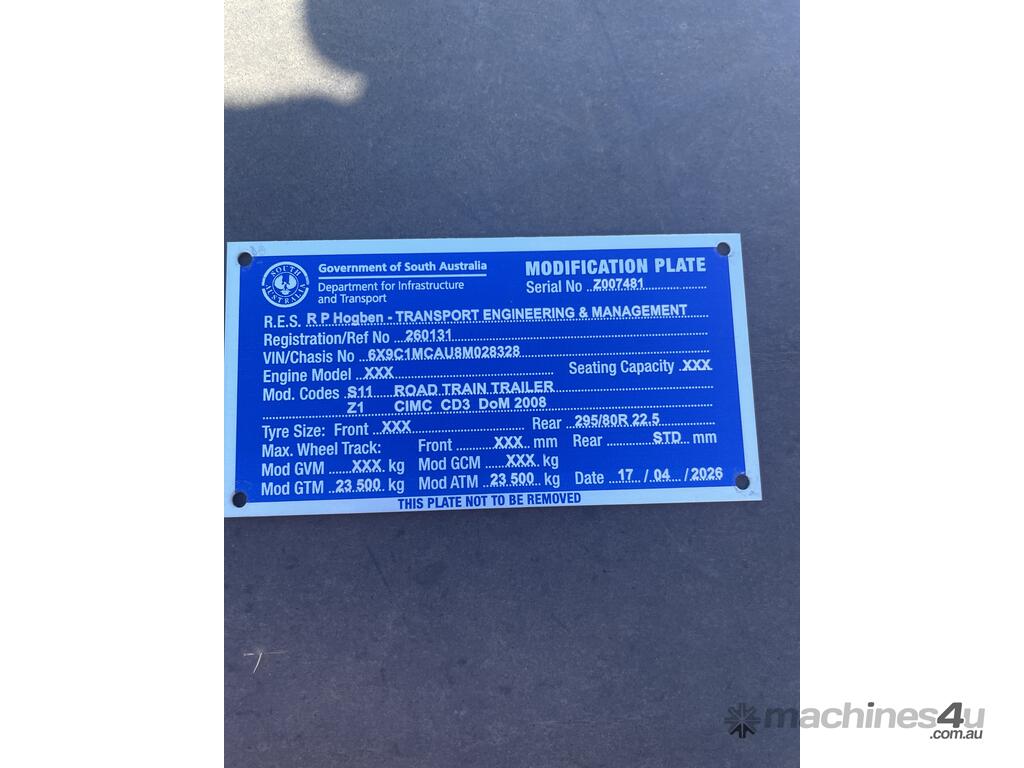 SOUTH AUSTRALIA
Government of South Australia
Department for Infrastructure
and Transport
MODIFICATION PLATE
Serial No Z007481
R.E.S. R P Hogben - TRANSPORT ENGINEERING & MANAGEMENT
Registration/Ref No 260131
VIN/Chasis No 6X9C1MCAU8M028328
Engine Model XXX Seating Capacity XXX
Mod. Codes S11 ROAD TRAIN TRAILER
Z1 CIMC CD3 DoM 2008
Tyre Size: Front XXX Rear 295/80R 22.5
Max. Wheel Track: Front XXX mm Rear STD mm
Mod GVM XXX kg Mod GCM XXX kg
Mod GTM 23 500 kg Mod ATM 23 500 kg Date 17 / 04 / 2026
THIS PLATE NOT TO BE REMOVED
machines4u
.com.au